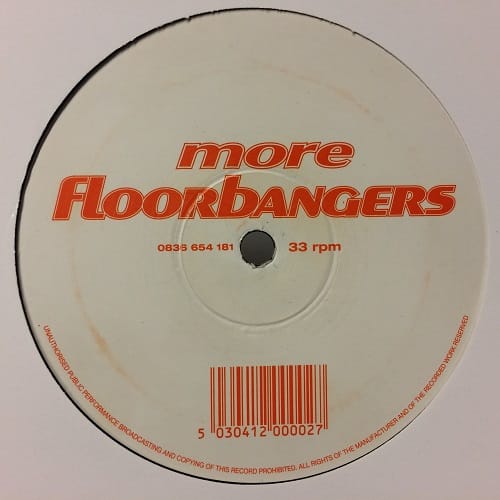 more
FLOORbANGERS
0836 654 181 33 rpm
5 030412 000027
UNAUTHORISED PUBLIC PERFORMANCE BROADCASTING AND COPYING OF THIS RECORD PROHIBITED. ALL RIGHTS OF THE MANUFACTURER AND OF THE RECORDED WORK RESERVED